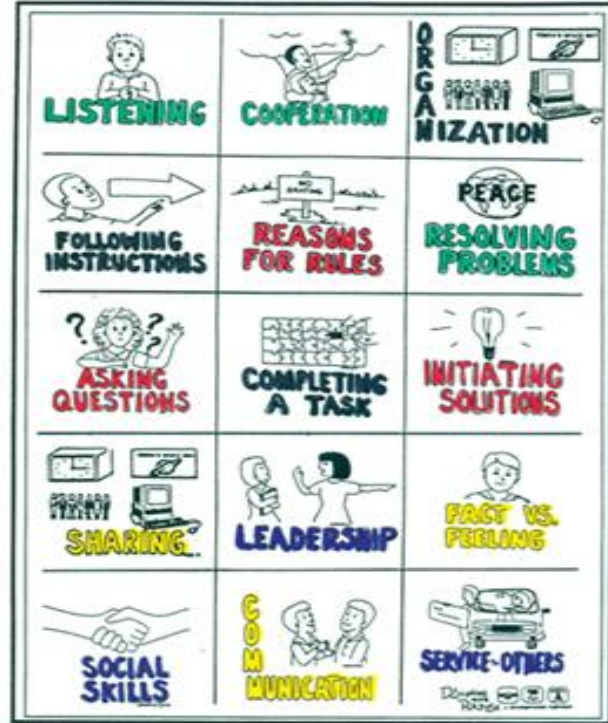 LISTENING
COOPERATION
ORGANIZATION
FOLLOWING
INSTRUCTIONS
NO
REASONS
FOR RULES
PEACE
RESOLVING
PROBLEMS
? ? ?
ASKING
QUESTIONS
COMPLETING
A TASK
INITIATING
SOLUTIONS
SHARING
LEADERSHIP
FACT VS.
FEELING
SOCIAL
SKILLS
COMMUNICATION
SERVICE-OTHERS